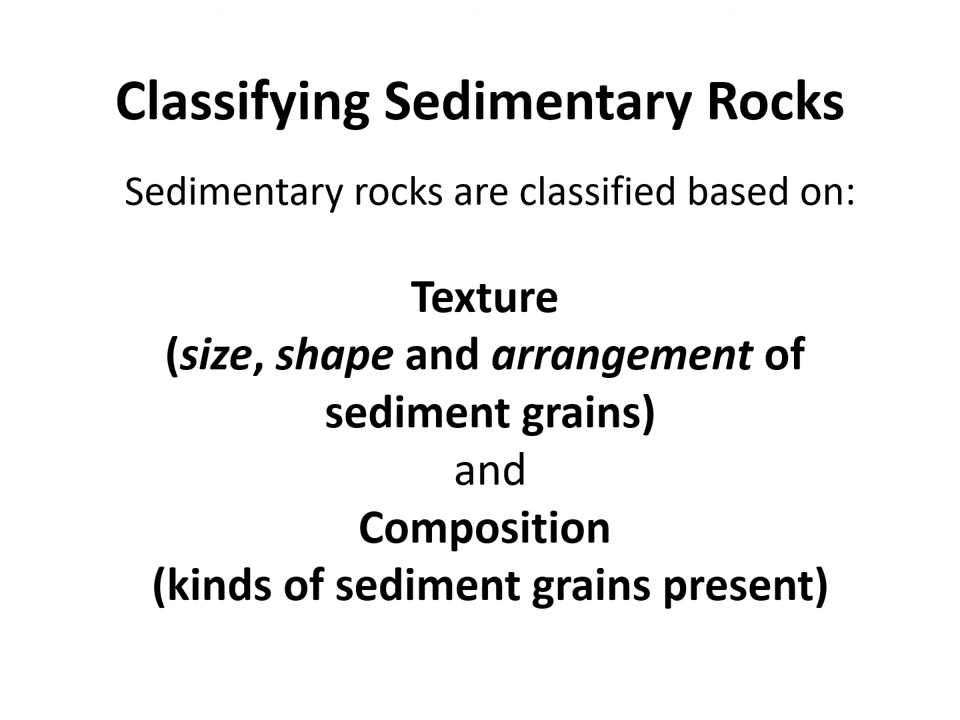 Classifying Sedimentary Rocks
Sedimentary rocks are classified based on:
Texture
(size, shape and arrangement of
sediment grains)
and
Composition
(kinds of sediment grains present)